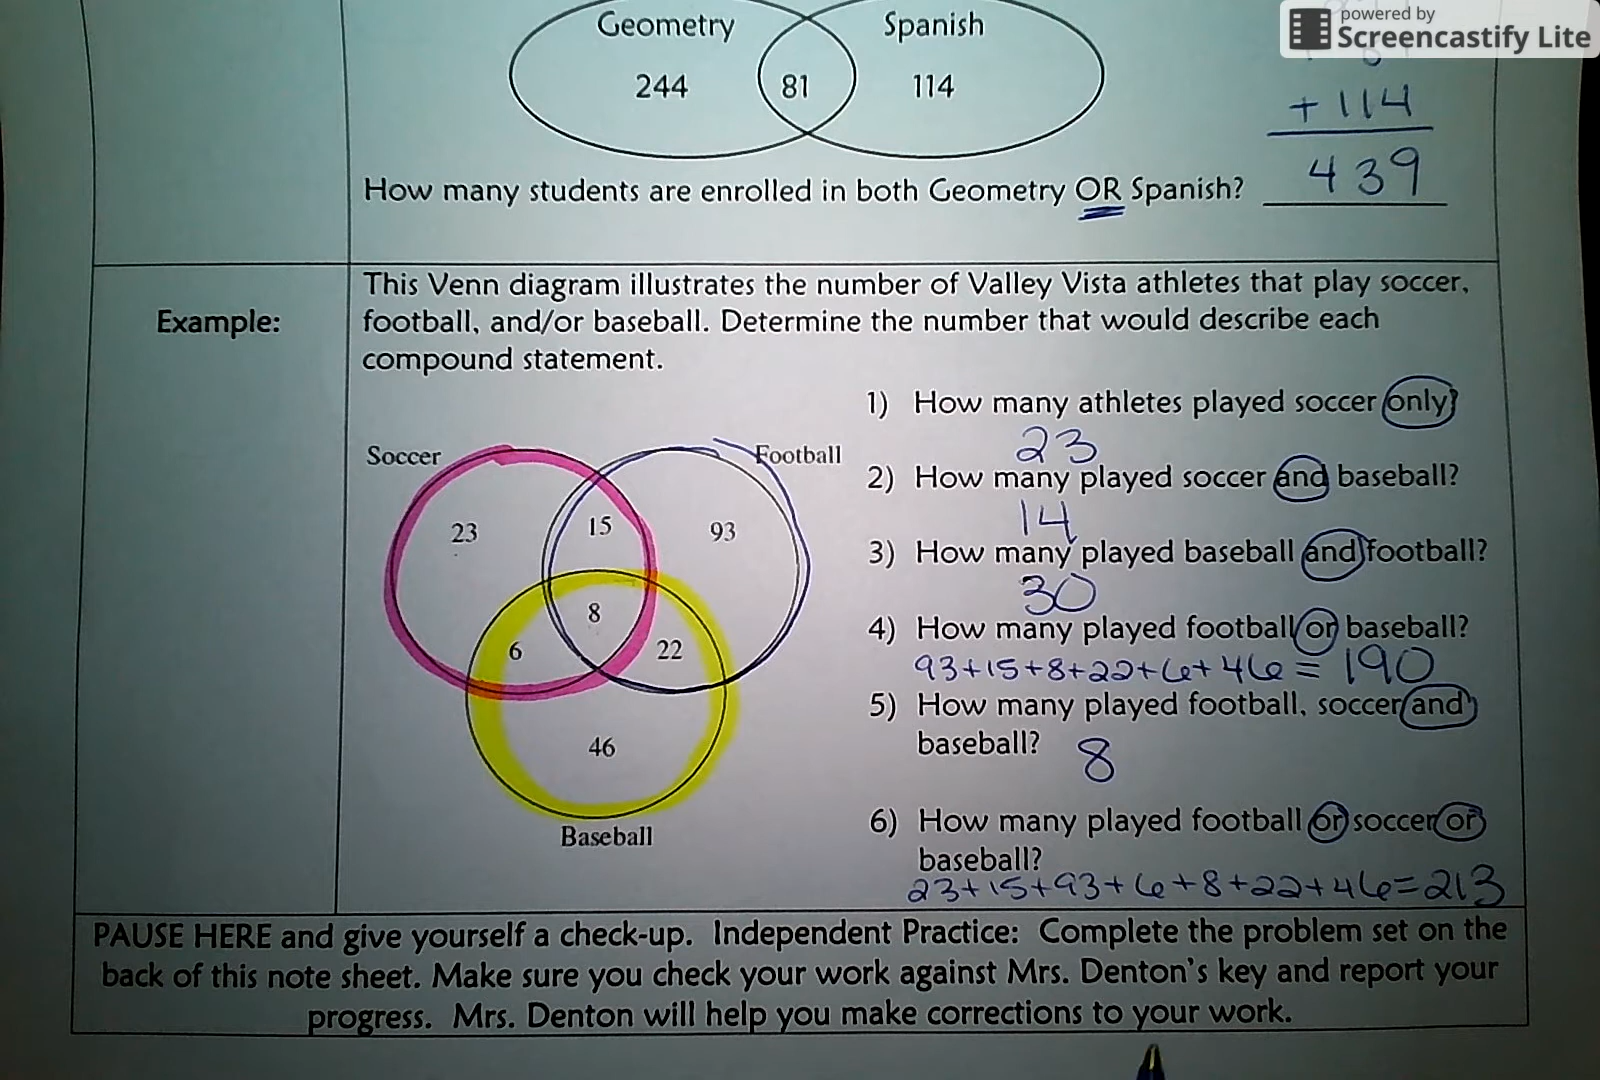 powered by
Screencastify Lite
Geometry Spanish
244 81 114
+ 114
How many students are enrolled in both Geometry OR Spanish? 439
Example:
This Venn diagram illustrates the number of Valley Vista athletes that play soccer,
football, and/or baseball. Determine the number that would describe each
compound statement.
Soccer
Football
23
15
93
8
6
22
46
Baseball
1) How many athletes played soccer only?
23
2) How many played soccer and baseball?
14
3) How many played baseball and football?
30
4) How many played football or baseball?
93+15+8+22+6+46=190
5) How many played football, soccer and
baseball? 8
6) How many played football or soccer or
baseball?
23+15+93+6+8+22+46=213
PAUSE HERE and give yourself a check-up. Independent Practice: Complete the problem set on the
back of this note sheet. Make sure you check your work against Mrs. Denton's key and report your
progress. Mrs. Denton will help you make corrections to your work.